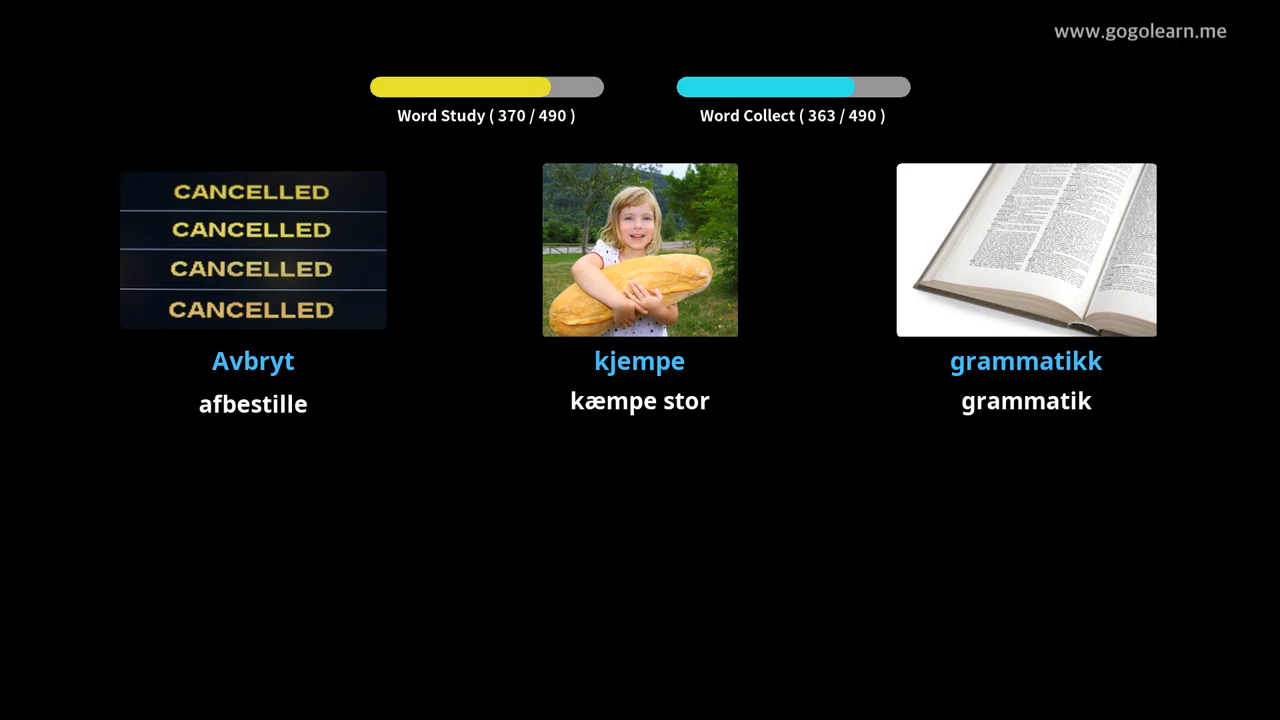 www.gogolearn.me
Word Study ( 370 / 490 )
Word Collect ( 363 / 490 )
CANCELLED
CANCELLED
CANCELLED
CANCELLED
Avbryt
kjempe
grammatikk
afbestille
kæmpe stor
grammatik